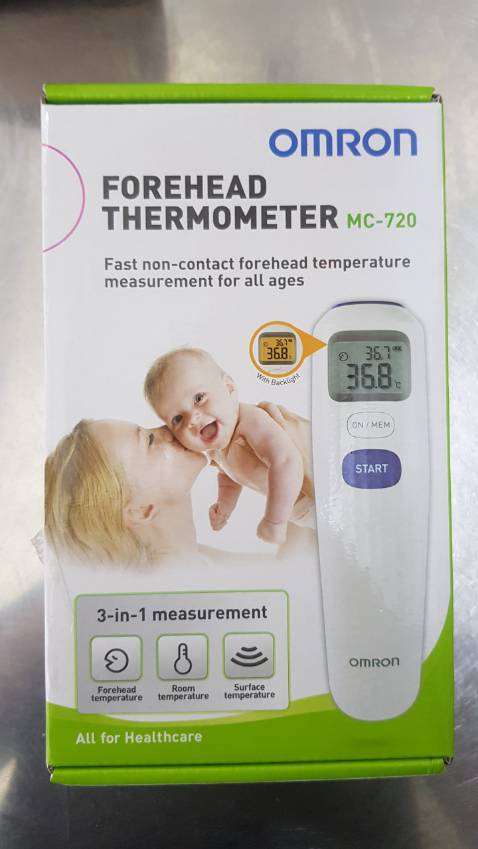 OMRON
FOREHEAD
THERMOMETER MC-720
Fast non-contact forehead temperature
measurement for all ages
36.7
36.8
With Backlight
36.7
36.8 °C
ON / MEM
START
3-in-1 measurement
Forehead
temperature
Room
temperature
Surface
temperature
OMRON
All for Healthcare